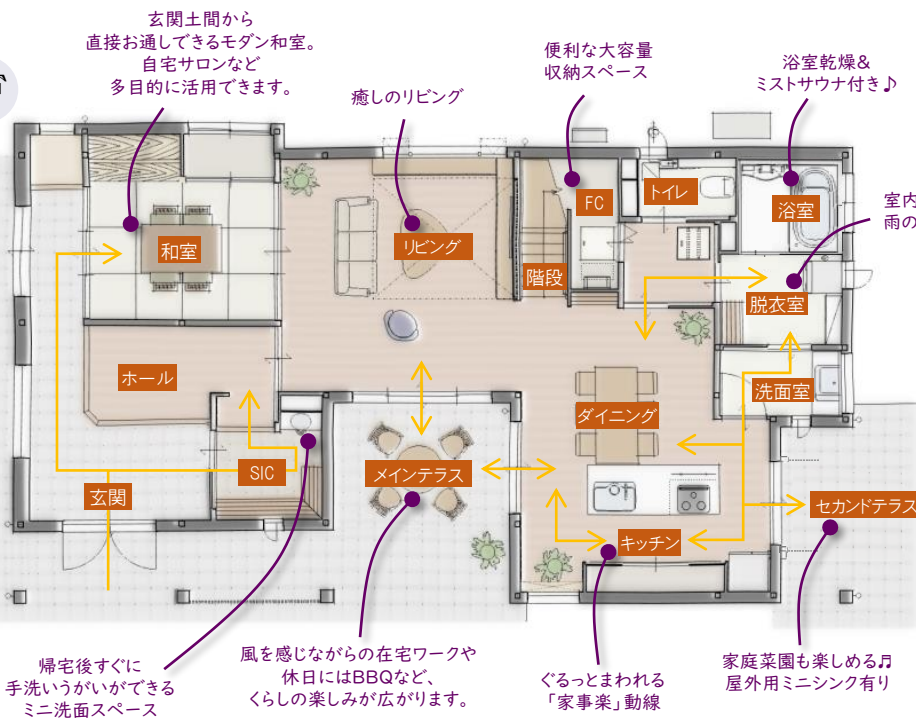 玄関土間から
直接お通しできるモダン和室。
自宅サロンなど
多目的に活用できます。
癒しのリビング
便利な大容量
収納スペース
浴室乾燥&
ミストサウナ付き♪
室内
雨の
和室
リビング
FC
トイレ
浴室
階段
脱衣室
ホール
洗面室
ダイニング
SIC
メインテラス
玄関
セカンドテラス
キッチン
帰宅後すぐに
手洗いうがいができる
ミニ洗面スペース
風を感じながらの在宅ワークや
休日にはBBQなど、
くらしの楽しみが広がります。
ぐるっとまわれる
「家事楽」動線
家庭菜園も楽しめる♬
屋外用ミニシンク有り